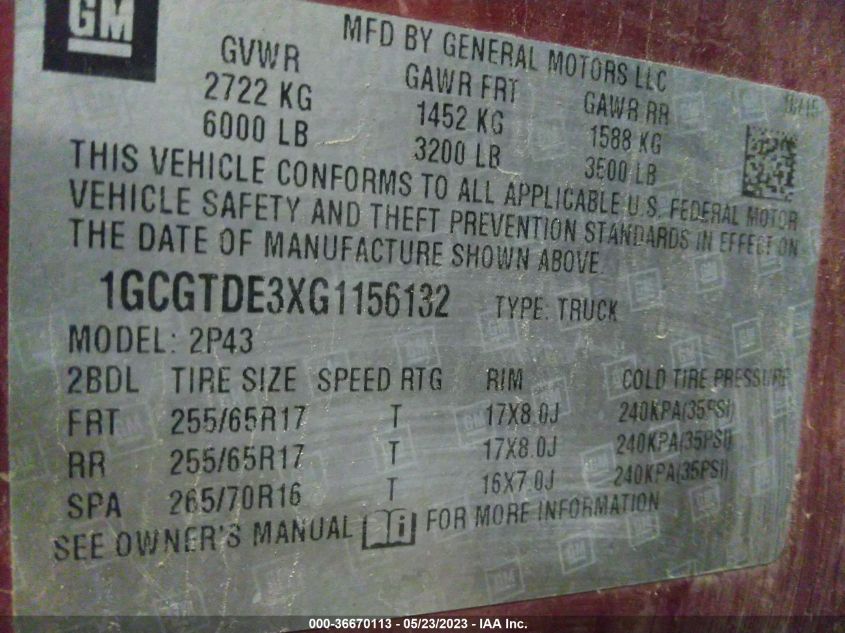 GM
MFD BY GENERAL MOTORS LLC
GVWR GAWR FRT GAWR RR
2722 KG 1452 KG 1588 KG
6000 LB 3200 LB 3500 LB
THIS VEHICLE CONFORMS TO ALL APPLICABLE U.S. FEDERAL MOTOR
VEHICLE SAFETY AND THEFT PREVENTION STANDARDS IN EFFECT ON
THE DATE OF MANUFACTURE SHOWN ABOVE.
1GCGTDE3XG1156132 TYPE: TRUCK
MODEL: 2P43
2BDL TIRE SIZE SPEED RTG RIM COLD TIRE PRESSURE
FRT 255/65R17 T 17X8.0J 240KPA(35PSI)
RR 255/65R17 T 17X8.0J 240KPA(35PSI)
SPA 265/70R16 T 16X7.0J 240KPA(35PSI)
SEE OWNER'S MANUAL FOR MORE INFORMATION
000-36670113 - 05/23/2023 - IAA Inc.